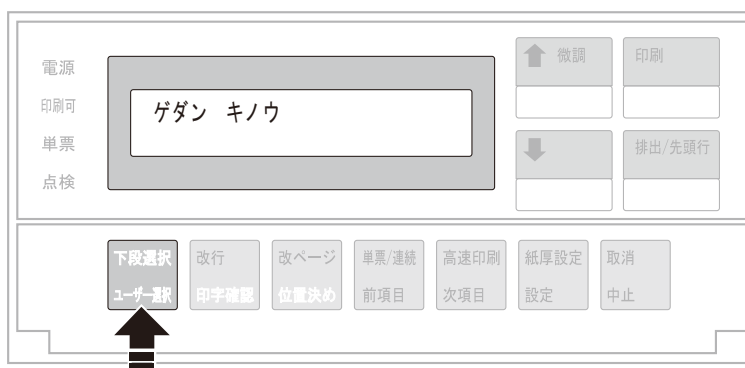 電源
印刷可
単票
点検
ゲダン キノウ
微調
印刷
排出/先頭行
下段選択
ユーザー選択
改行
印字確認
改ページ
位置決め
単票/連続
前項目
高速印刷
次項目
紙厚設定
設定
取消
中止